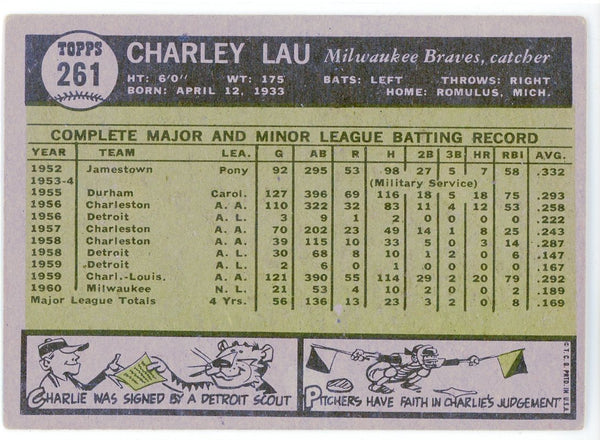 TOPPS
261
CHARLEY LAU Milwaukee Braves, catcher
HT: 6'0" WT: 175 BATS: LEFT THROWS: RIGHT
BORN: APRIL 12, 1933 HOME: ROMULUS, MICH.
COMPLETE MAJOR AND MINOR LEAGUE BATTING RECORD
YEAR TEAM LEA. G AB R H 2B 3B HR RBI AVG.
1952 Jamestown Pony 92 295 53 98 27 5 7 58 .332
1953-4 (Military Service)
1955 Durham Carol. 127 396 69 116 18 5 18 75 .293
1956 Charleston A. A. 110 322 32 83 11 4 12 53 .258
1956 Detroit A. L. 3 9 1 2 0 0 0 0 .222
1957 Charleston A. A. 70 202 23 49 14 1 8 25 .243
1958 Charleston A. A. 39 115 10 33 5 0 3 14 .287
1958 Detroit A. L. 30 68 8 10 1 2 0 6 .147
1959 Detroit A. L. 2 6 0 1 0 0 0 0 .167
1959 Charl.-Louis. A. A. 121 390 55 114 29 2 20 79 .292
1960 Milwaukee N. L. 21 53 4 10 2 0 0 2 .189
Major League Totals 4 Yrs. 56 136 13 23 3 2 0 8 .169
CHARLIE WAS SIGNED BY A DETROIT SCOUT
PITCHERS HAVE FAITH IN CHARLIE'S JUDGEMENT
© T.C.G. PRTD. IN U.S.A.